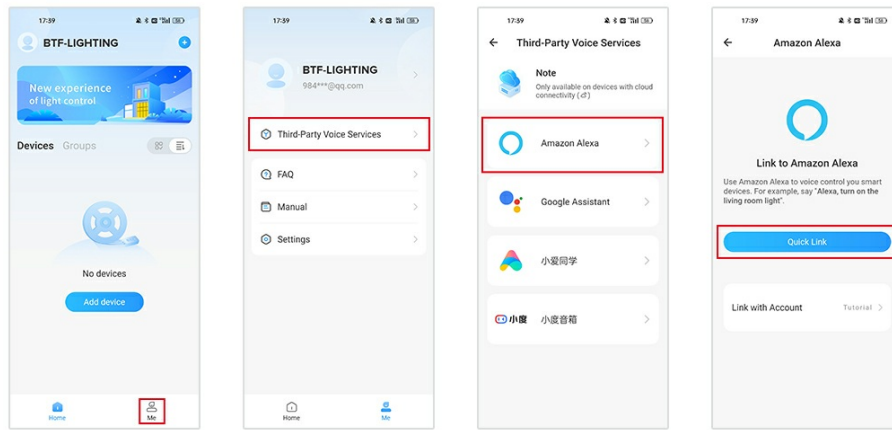 17:39
BTF-LIGHTING
New experience
of light control
Devices Groups
No devices
Add device
Home
Me
17:39
BTF-LIGHTING
984***@qq.com
Third-Party Voice Services
FAQ
Manual
Settings
Home
Me
17:39
Third-Party Voice Services
Note
Only available on devices with cloud
connectivity
Amazon Alexa
Google Assistant
小爱同学
小度 小度音箱
17:39
Amazon Alexa
Link to Amazon Alexa
Use Amazon Alexa to voice control you smart
devices. For example, say "Alexa, turn on the
living room light".
Quick Link
Link with Account Tutorial